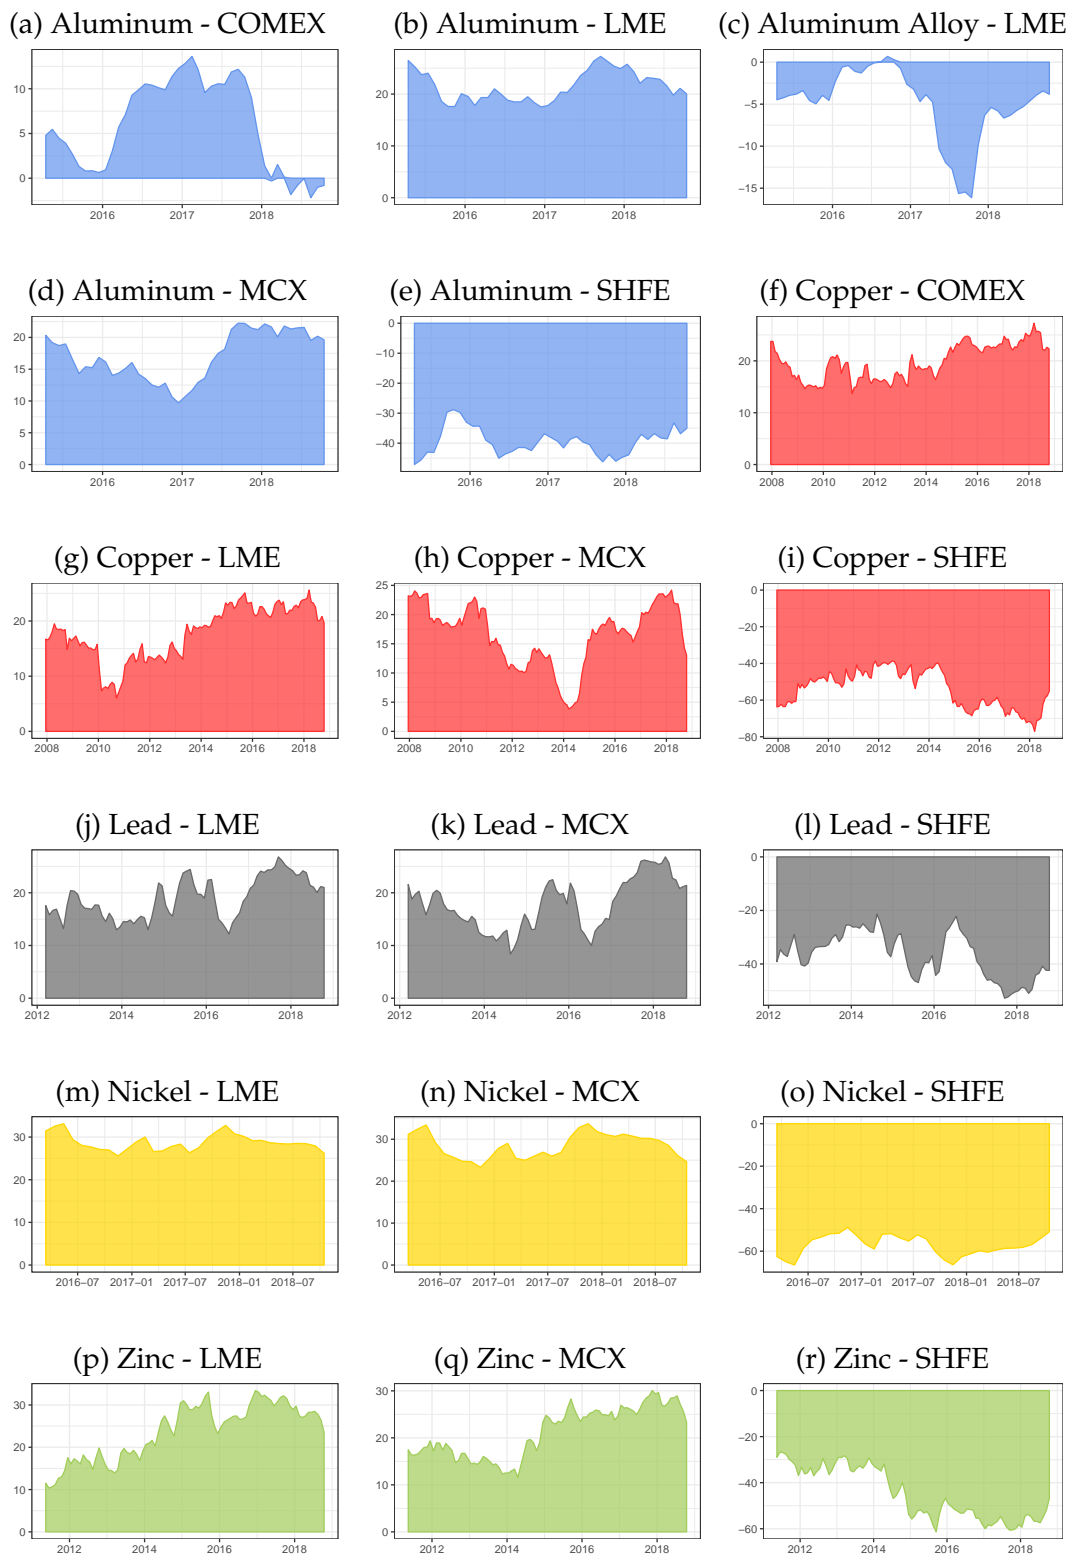 (a) Aluminum - COMEX
(b) Aluminum - LME
(c) Aluminum Alloy - LME
10
5
0
2016 2017 2018
20
10
0
2016 2017 2018
0
−5
−10
−15
2016 2017 2018
(d) Aluminum - MCX
(e) Aluminum - SHFE
(f) Copper - COMEX
20
15
10
5
0
2016 2017 2018
0
−10
−20
−30
−40
2016 2017 2018
20
10
0
2008 2010 2012 2014 2016 2018
(g) Copper - LME
(h) Copper - MCX
(i) Copper - SHFE
20
10
0
2008 2010 2012 2014 2016 2018
25
20
15
10
5
0
2008 2010 2012 2014 2016 2018
0
−20
−40
−60
−80
2008 2010 2012 2014 2016 2018
(j) Lead - LME
(k) Lead - MCX
(l) Lead - SHFE
20
10
0
2012 2014 2016 2018
20
10
0
2012 2014 2016 2018
0
−20
−40
2012 2014 2016 2018
(m) Nickel - LME
(n) Nickel - MCX
(o) Nickel - SHFE
30
20
10
0
2016−07 2017−01 2017−07 2018−01 2018−07
30
20
10
0
2016−07 2017−01 2017−07 2018−01 2018−07
0
−20
−40
−60
2016−07 2017−01 2017−07 2018−01 2018−07
(p) Zinc - LME
(q) Zinc - MCX
(r) Zinc - SHFE
30
20
10
0
2012 2014 2016 2018
30
20
10
0
2012 2014 2016 2018
0
−20
−40
−60
2012 2014 2016 2018